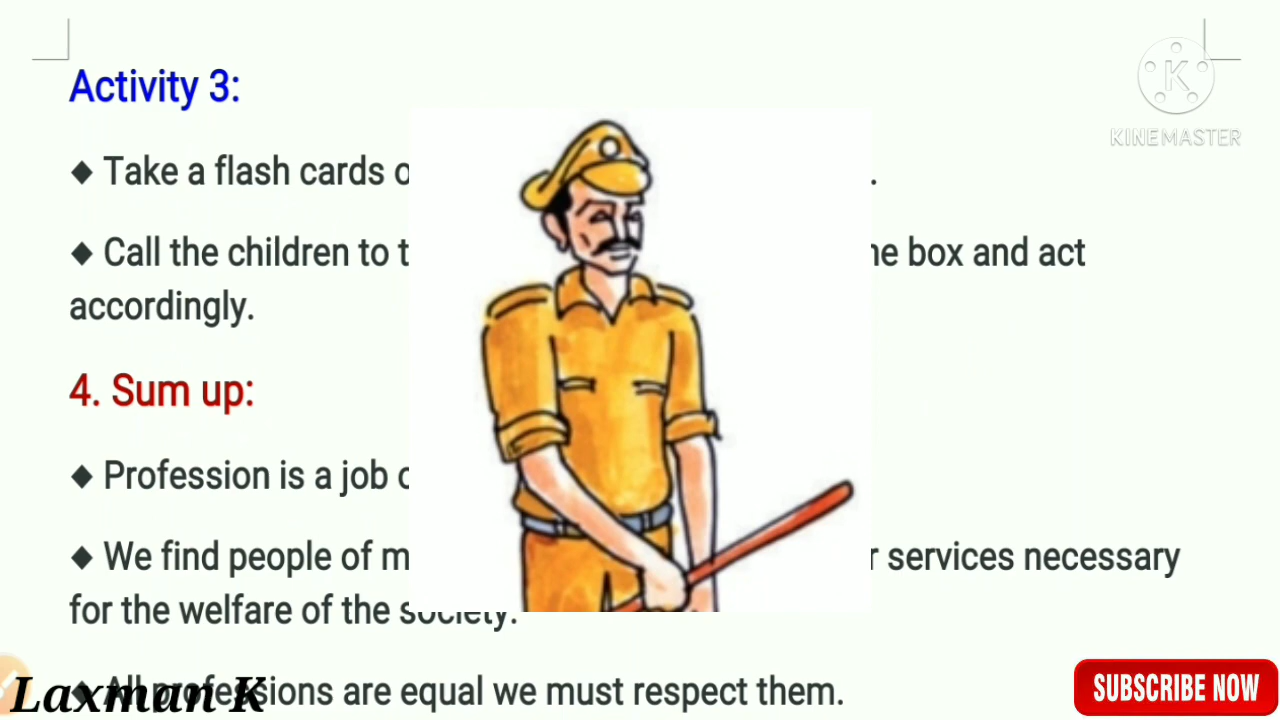 Activity 3:
KINEMASTER
◆ Take a flash cards .
◆ Call the children to box and act
accordingly.
4. Sum up:
◆ Profession is a job
◆ We find people of services necessary
for the welfare of the society.
◆ All professions are equal we must respect them.
Laxman K
SUBSCRIBE NOW